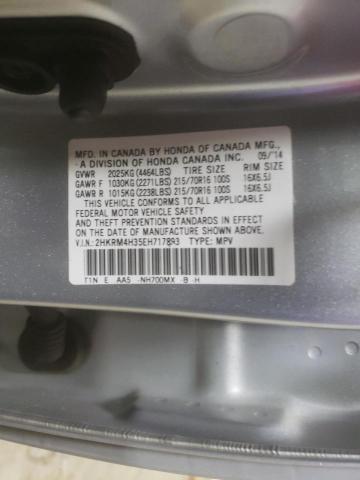 MFD. IN CANADA BY HONDA OF CANADA MFG.,
- A DIVISION OF HONDA CANADA INC. 09/'14
GVWR 2025KG (4464LBS) TIRE SIZE RIM SIZE
GAWR F 1030KG (2271LBS) 215/70R16 100S 16X6.5J
GAWR R 1015KG (2238LBS) 215/70R16 100S 16X6.5J
THIS VEHICLE CONFORMS TO ALL APPLICABLE
FEDERAL MOTOR VEHICLE SAFETY
AND THEFT PREVENTION STANDARDS IN EFFECT
ON THE DATE OF MANUFACTURE SHOWN ABOVE.
V.I.N.: 2HKRM4H35EH717893 TYPE: MPV
T1N E AA5 -NH700MX -B -H